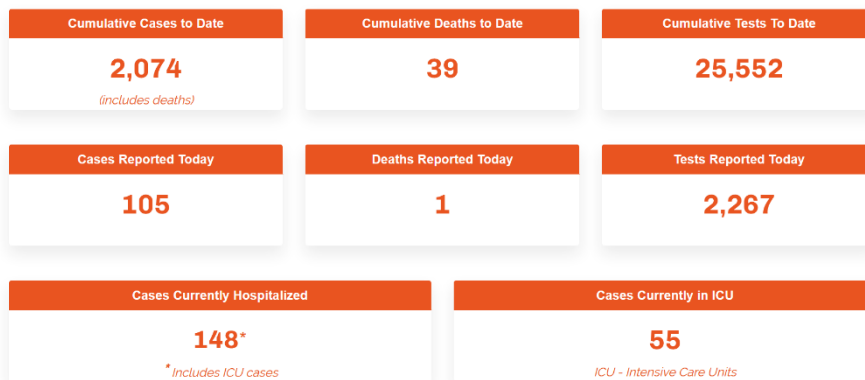 Cumulative Cases to Date
Cumulative Deaths to Date
Cumulative Tests To Date
2,074
39
25,552
(includes deaths)
Cases Reported Today
Deaths Reported Today
Tests Reported Today
105
1
2,267
Cases Currently Hospitalized
Cases Currently in ICU
148*
55
* Includes ICU cases
ICU - Intensive Care Units